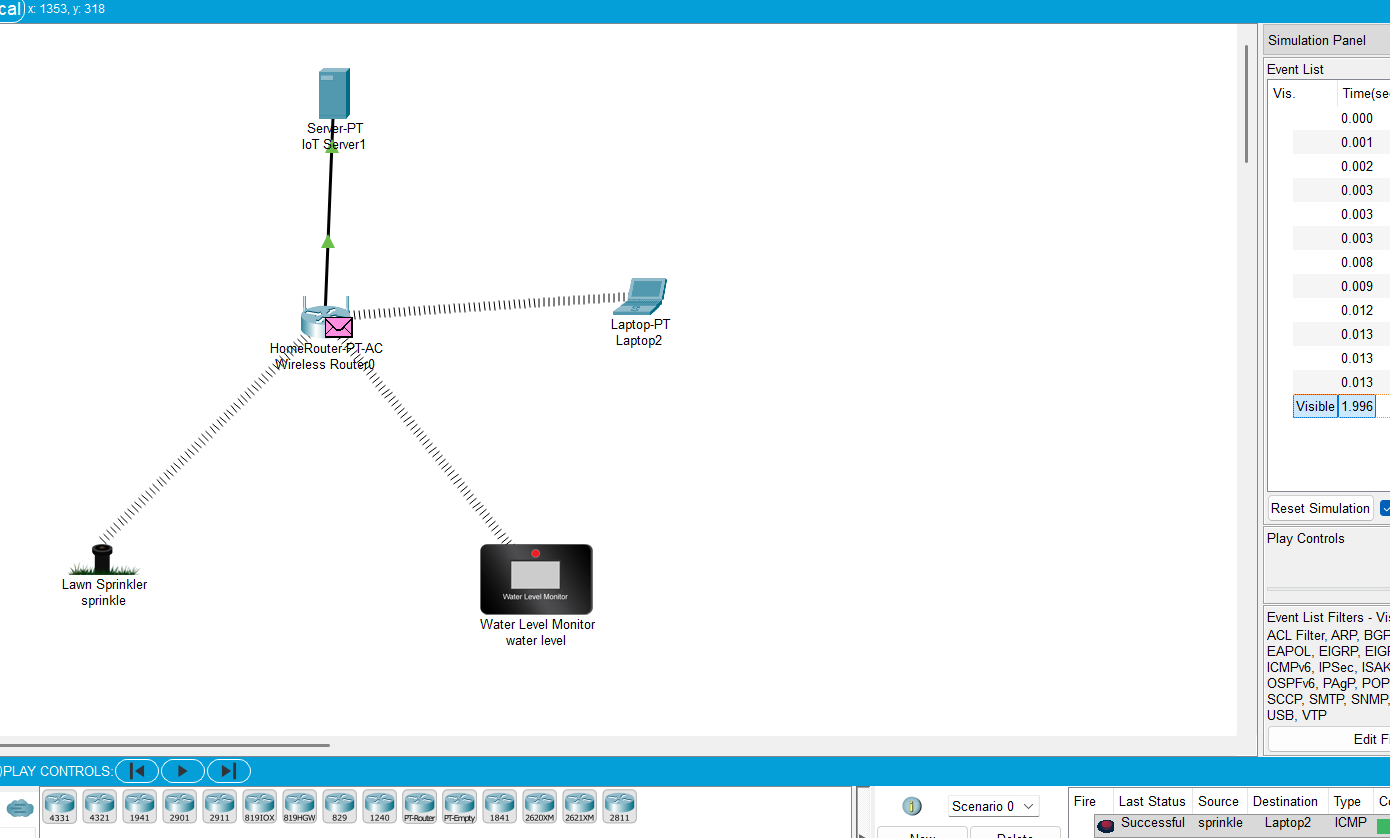 cal x: 1353, y: 318
Server-PT
IoT Server1
Laptop-PT
Laptop2
HomeRouter-PT-AC
Wireless Router0
Lawn Sprinkler
sprinkle
Water Level Monitor
Water Level Monitor
water level
Simulation Panel
Event List
Vis. Time(se
0.000
0.001
0.002
0.003
0.003
0.003
0.008
0.009
0.012
0.013
0.013
0.013
Visible 1.996
Reset Simulation
Play Controls
Event List Filters - Vis
ACL Filter, ARP, BGP
EAPOL, EIGRP, EIGR
ICMPv6, IPSec, ISAK
OSPFv6, PAgP, POP
SCCP, SMTP, SNMP,
USB, VTP
Edit Fi
)PLAY CONTROLS:
4331 4321 1941 2901 2911 819IOX 819HGW 829 1240 PT-Router PT-Empty 1841 2620XM 2621XM 2811
Scenario 0
New Delete
Fire Last Status Source Destination Type Co
Successful sprinkle Laptop2 ICMP